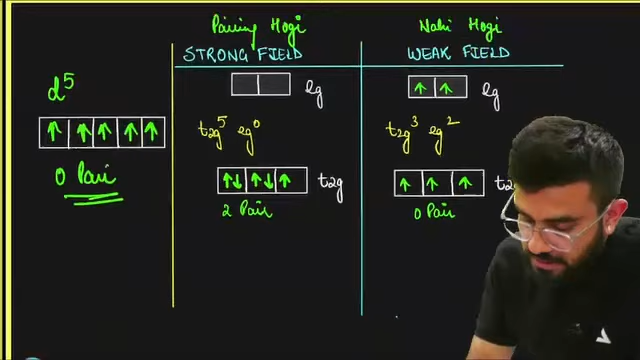 Pairing Hogi
Nahi Hogi
STRONG FIELD
WEAK FIELD
d⁵
eg
eg
t₂g⁵ eg⁰
t₂g³ eg²
t₂g
0 Pair
2 Pair
0 Pair